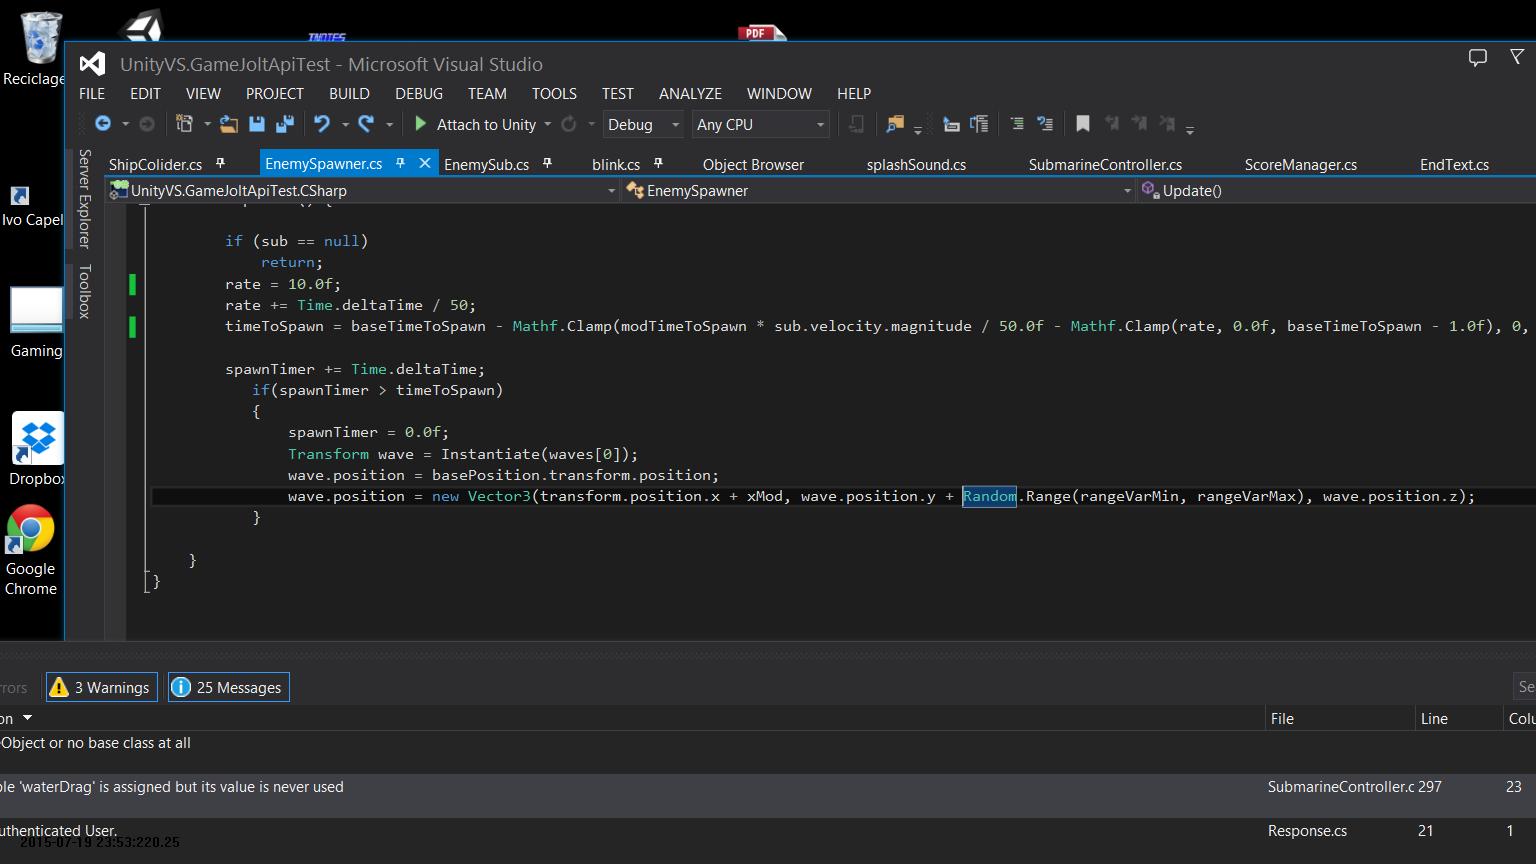 PDF
Reciclage
UnityVS.GameJoltApiTest - Microsoft Visual Studio
FILE EDIT VIEW PROJECT BUILD DEBUG TEAM TOOLS TEST ANALYZE WINDOW HELP
Attach to Unity Debug Any CPU
Server Explorer
Toolbox
ShipColider.cs EnemySpawner.cs EnemySub.cs blink.cs Object Browser splashSound.cs SubmarineController.cs ScoreManager.cs EndText.cs
UnityVS.GameJoltApiTest.CSharp EnemySpawner Update()
Ivo Capel
Gaming
Dropbox
Google
Chrome
() {
if (sub == null)
return;
rate = 10.0f;
rate += Time.deltaTime / 50;
timeToSpawn = baseTimeToSpawn - Mathf.Clamp(modTimeToSpawn * sub.velocity.magnitude / 50.0f - Mathf.Clamp(rate, 0.0f, baseTimeToSpawn - 1.0f), 0,
spawnTimer += Time.deltaTime;
if(spawnTimer > timeToSpawn)
{
spawnTimer = 0.0f;
Transform wave = Instantiate(waves[0]);
wave.position = basePosition.transform.position;
wave.position = new Vector3(transform.position.x + xMod, wave.position.y + Random.Range(rangeVarMin, rangeVarMax), wave.position.z);
}
}
}
rrors 3 Warnings 25 Messages Se
on File Line Colu
eObject or no base class at all
ble 'waterDrag' is assigned but its value is never used SubmarineController.c 297 23
uthenticated User. Response.cs 21 1
2015-07-19 23:53:220.25